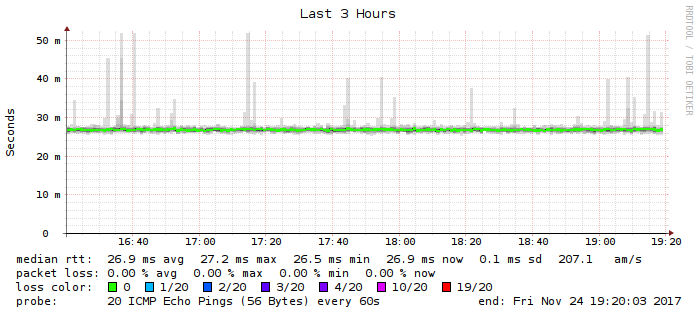 Last 3 Hours
RRDTOOL / TOBI OETIKER
Seconds
50 m
40 m
30 m
20 m
10 m
0
16:40 17:00 17:20 17:40 18:00 18:20 18:40 19:00 19:20
median rtt: 26.9 ms avg 27.2 ms max 26.5 ms min 26.9 ms now 0.1 ms sd 207.1 am/s
packet loss: 0.00 % avg 0.00 % max 0.00 % min 0.00 % now
loss color: 0 1/20 2/20 3/20 4/20 10/20 19/20
probe: 20 ICMP Echo Pings (56 Bytes) every 60s end: Fri Nov 24 19:20:03 2017